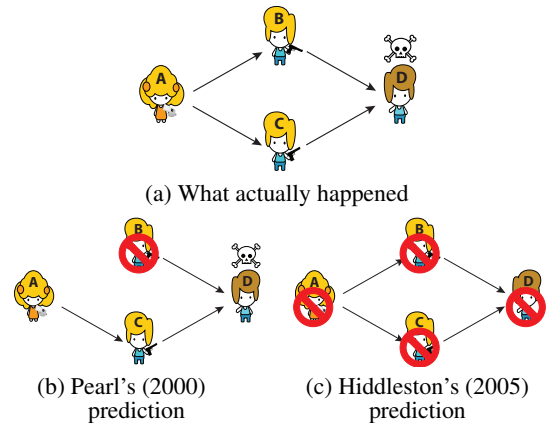 B
A
D
C
(a) What actually happened
B
A
D
C
B
A
D
C
(b) Pearl's (2000)
prediction
(c) Hiddleston's (2005)
prediction